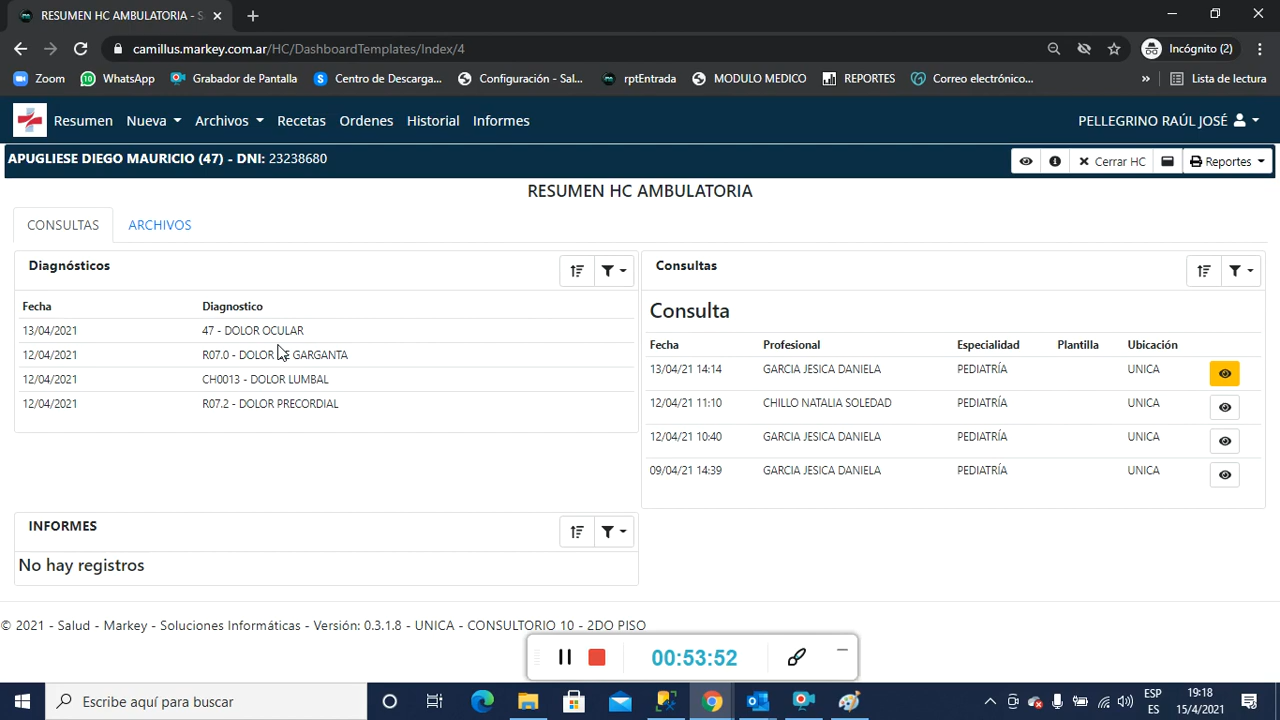 RESUMEN HC AMBULATORIA - S
Incógnito (2)
camillus.markey.com.ar/HC/DashboardTemplates/Index/4
Zoom
WhatsApp
Grabador de Pantalla
Centro de Descarga...
Configuración - Sal...
rptEntrada
MODULO MEDICO
REPORTES
Correo electrónico...
»
Lista de lectura
Resumen Nueva Archivos Recetas Ordenes Historial Informes PELLEGRINO RAÚL JOSÉ
APUGLIESE DIEGO MAURICIO (47) - DNI: 23238680
Cerrar HC
Reportes
RESUMEN HC AMBULATORIA
CONSULTAS ARCHIVOS
Diagnósticos
Fecha Diagnostico
13/04/2021 47 - DOLOR OCULAR
12/04/2021 R07.0 - DOLOR DE GARGANTA
12/04/2021 CH0013 - DOLOR LUMBAL
12/04/2021 R07.2 - DOLOR PRECORDIAL
Consultas
Consulta
Fecha Profesional Especialidad Plantilla Ubicación
13/04/21 14:14 GARCIA JESICA DANIELA PEDIATRÍA UNICA
12/04/21 11:10 CHILLO NATALIA SOLEDAD PEDIATRÍA UNICA
12/04/21 10:40 GARCIA JESICA DANIELA PEDIATRÍA UNICA
09/04/21 14:39 GARCIA JESICA DANIELA PEDIATRÍA UNICA
INFORMES
No hay registros
© 2021 - Salud - Markey - Soluciones Informáticas - Versión: 0.3.1.8 - UNICA - CONSULTORIO 10 - 2DO PISO
00:53:52
Escribe aquí para buscar
ESP
ES
19:18
15/4/2021